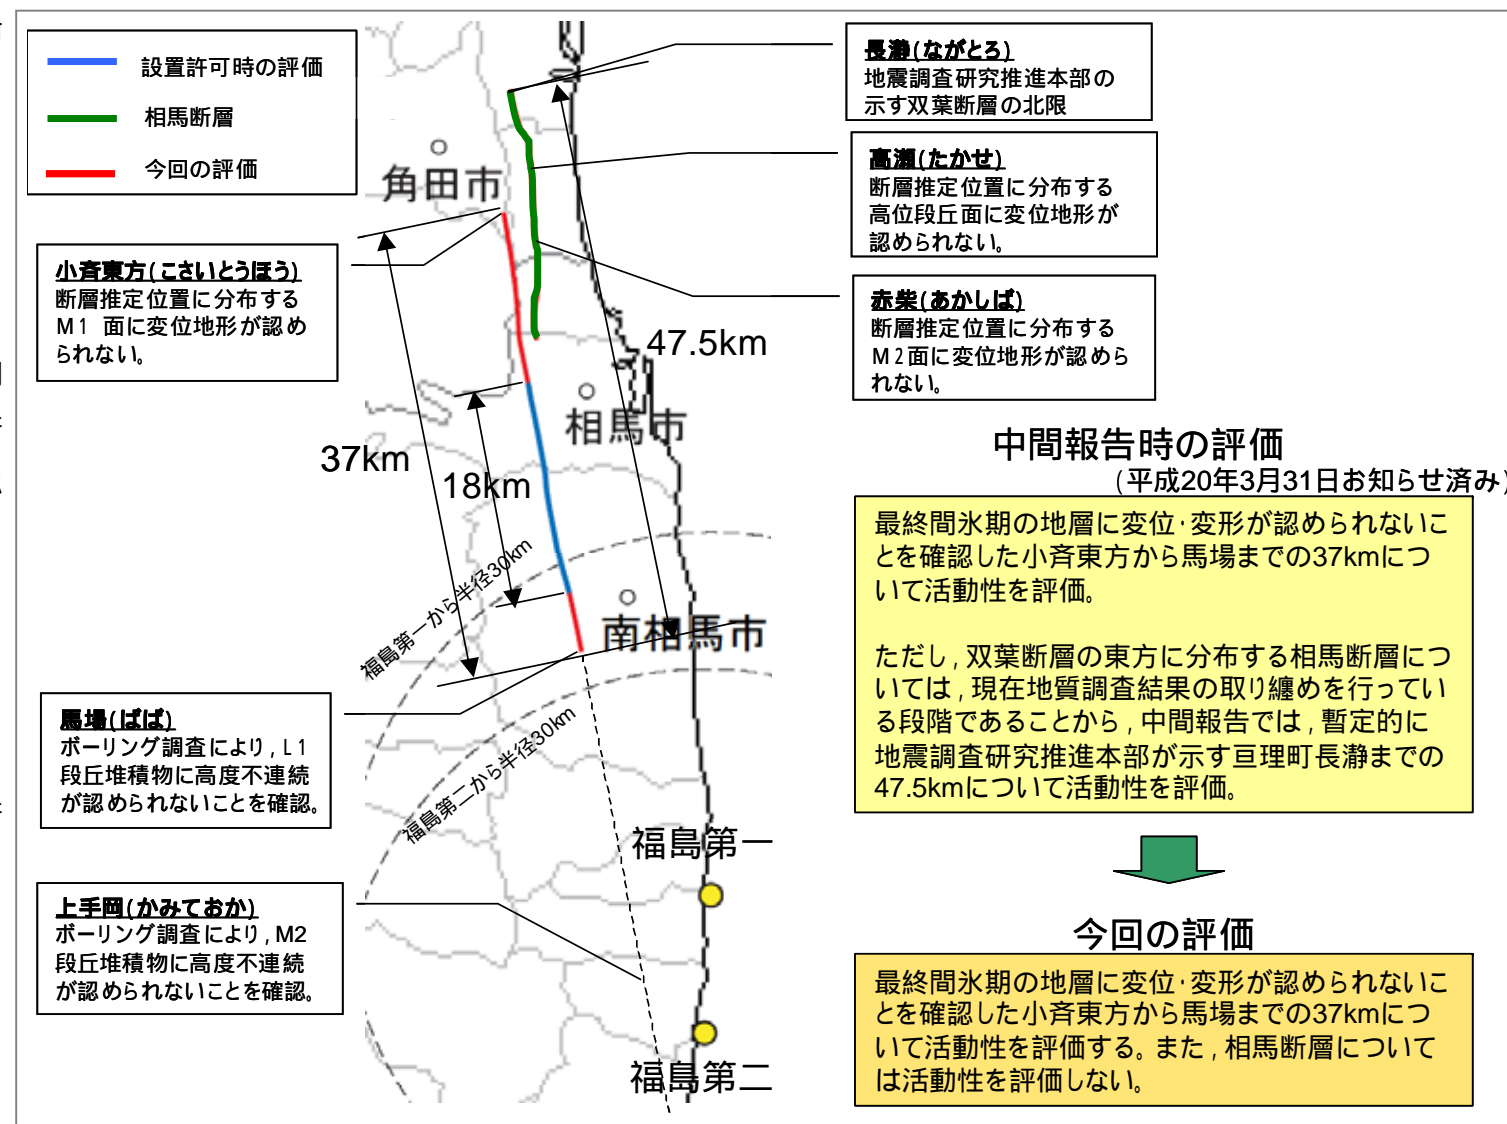 設置許可時の評価
相馬断層
今回の評価
長瀞(ながとろ)
地震調査研究推進本部の
示す双葉断層の北限
高瀬(たかせ)
断層推定位置に分布する
高位段丘面に変位地形が
認められない。
赤柴(あかしば)
断層推定位置に分布する
M2面に変位地形が認めら
れない。
小斉東方(こさいとうほう)
断層推定位置に分布する
M1 面に変位地形が認め
られない。
角田市
47.5km
相馬市
37km
18km
福島第一から半径30km
南相馬市
福島第二から半径30km
馬場(ばば)
ボーリング調査により,L1
段丘堆積物に高度不連続
が認められないことを確認。
上手岡(かみておか)
ボーリング調査により,M2
段丘堆積物に高度不連続
が認められないことを確認。
福島第一
福島第二
中間報告時の評価
(平成20年3月31日お知らせ済み)
最終間氷期の地層に変位・変形が認められないこ
とを確認した小斉東方から馬場までの37kmにつ
いて活動性を評価。
ただし,双葉断層の東方に分布する相馬断層につ
いては,現在地質調査結果の取り纏めを行ってい
る段階であることから,中間報告では,暫定的に
地震調査研究推進本部が示す亘理町長瀞までの
47.5kmについて活動性を評価。
今回の評価
最終間氷期の地層に変位・変形が認められないこ
とを確認した小斉東方から馬場までの37kmにつ
いて活動性を評価する。また,相馬断層について
は活動性を評価しない。